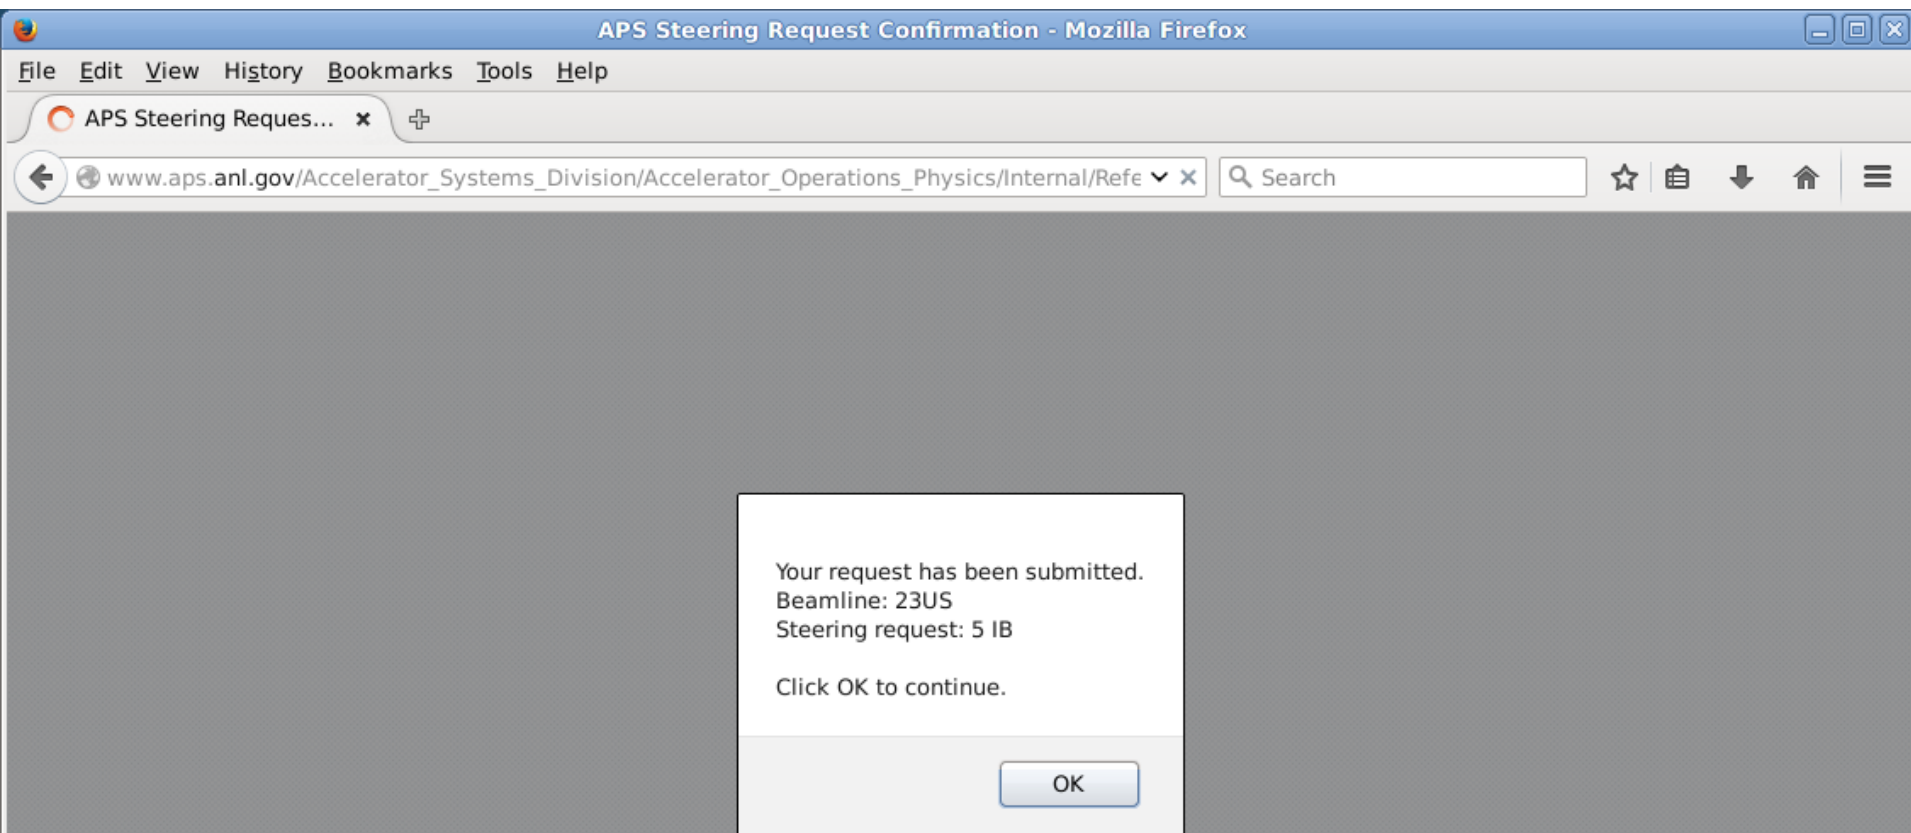 APS Steering Request Confirmation - Mozilla Firefox
File Edit View History Bookmarks Tools Help
APS Steering Reques...
www.aps.anl.gov/Accelerator_Systems_Division/Accelerator_Operations_Physics/Internal/Refe
Search
Your request has been submitted.
Beamline: 23US
Steering request: 5 IB
Click OK to continue.
OK